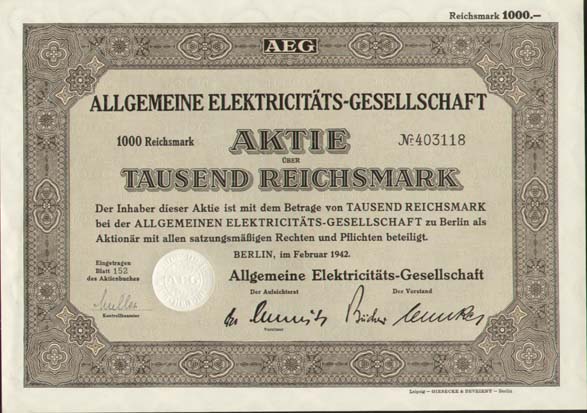 Reichsmark 1000.—
AEG
ALLGEMEINE ELEKTRICITÄTS-GESELLSCHAFT
1000 Reichsmark AKTIE № 403118
ÜBER
TAUSEND REICHSMARK
Der Inhaber dieser Aktie ist mit dem Betrage von TAUSEND REICHSMARK
bei der ALLGEMEINEN ELEKTRICITÄTS-GESELLSCHAFT zu Berlin als
Aktionär mit allen satzungsmäßigen Rechten und Pflichten beteiligt.
BERLIN, im Februar 1942.
Eingetragen
Blatt 152
des Aktienbuches
Kontrollbeamter
Allgemeine Elektricitäts-Gesellschaft
Der Aufsichtsrat Der Vorstand
Bücher
Vorsitzer
Leipzig — GIESECKE & DEVRIENT — Berlin